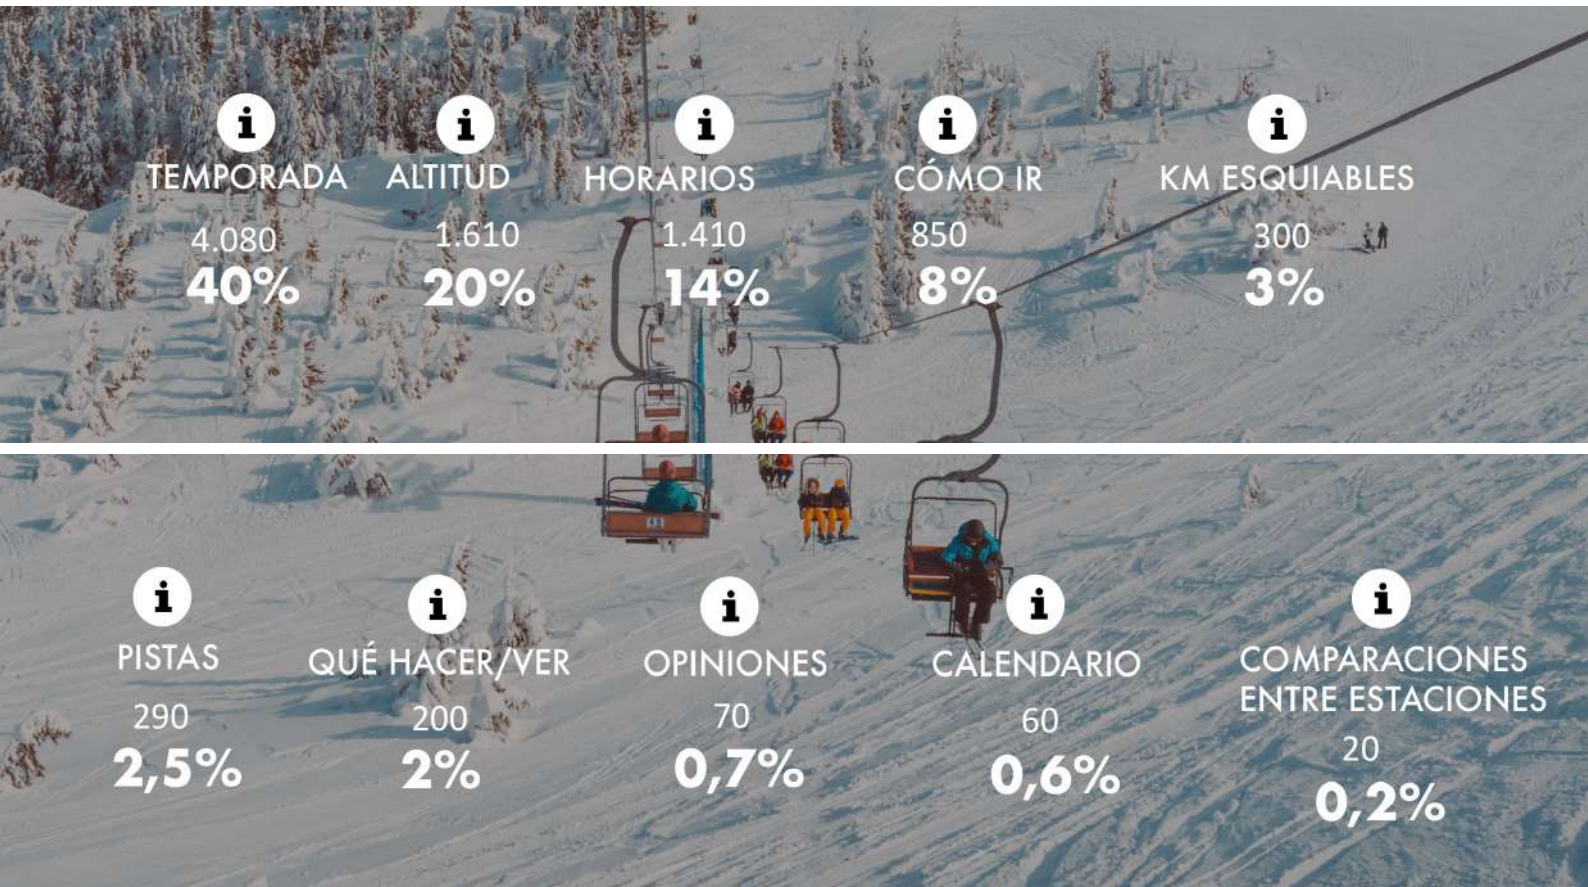 TEMPORADA
4.080
40%
ALTITUD
1.610
20%
HORARIOS
1.410
14%
CÓMO IR
850
8%
KM ESQUIABLES
300
3%
PISTAS
290
2,5%
QUÉ HACER/VER
200
2%
OPINIONES
70
0,7%
CALENDARIO
60
0,6%
COMPARACIONES
ENTRE ESTACIONES
20
0,2%